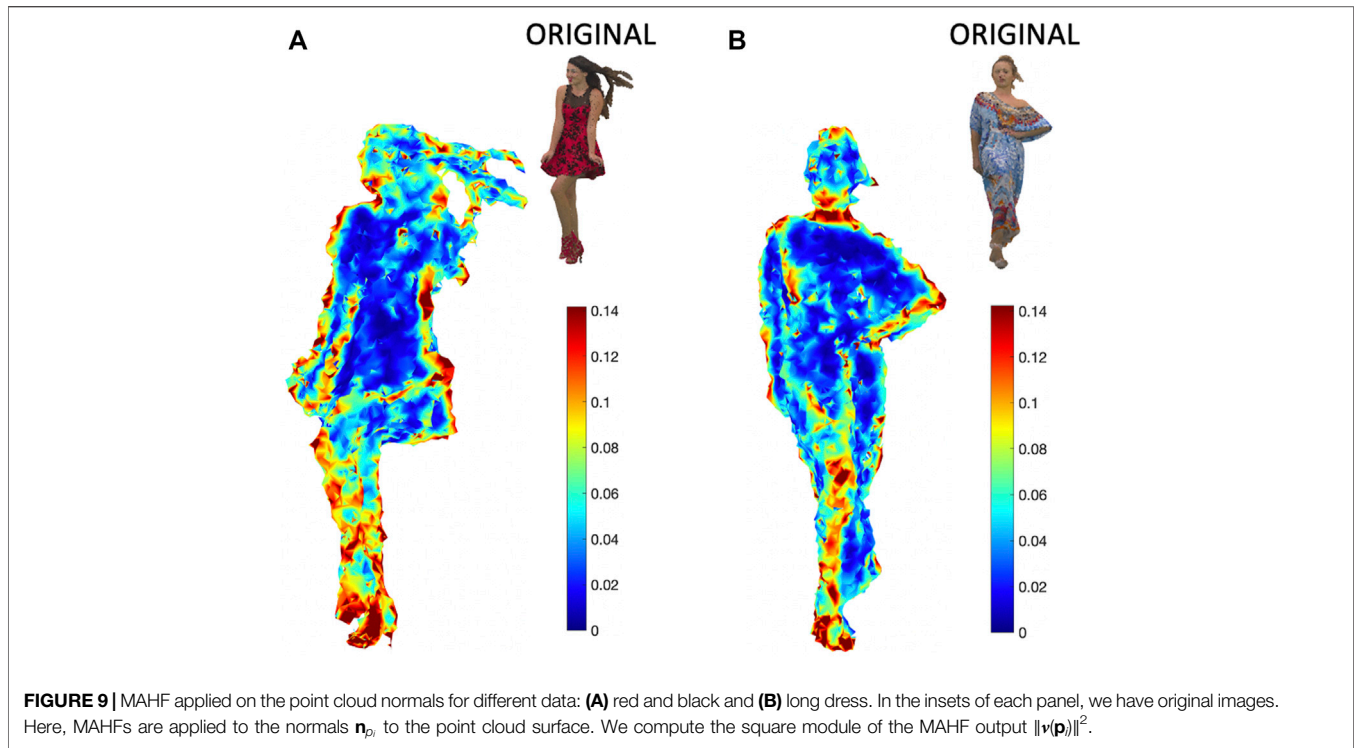 A
ORIGINAL
B
ORIGINAL
0.14
0.12
0.1
0.08
0.06
0.04
0.02
0
0.14
0.12
0.1
0.08
0.06
0.04
0.02
0
FIGURE 9 | MAHF applied on the point cloud normals for different data: (A) red and black and (B) long dress. In the insets of each panel, we have original images.
Here, MAHFs are applied to the normals n_{p_i} to the point cloud surface. We compute the square module of the MAHF output ‖ν(p_i)‖².